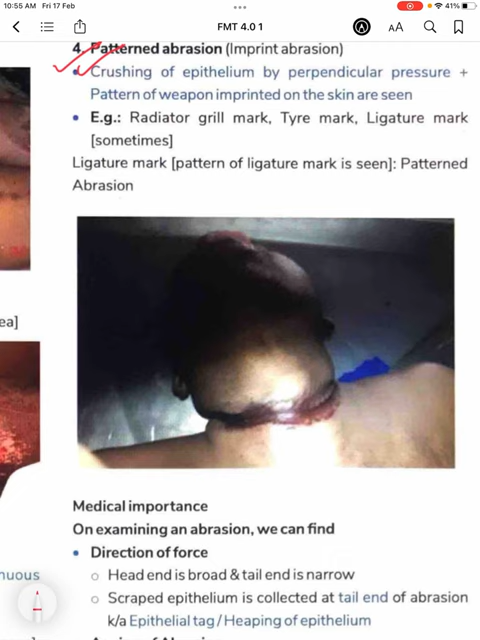 10:55 AM Fri 17 Feb
41%
FMT 4.0 1
AA
4. Patterned abrasion (Imprint abrasion)
• Crushing of epithelium by perpendicular pressure +
Pattern of weapon imprinted on the skin are seen
• E.g.: Radiator grill mark, Tyre mark, Ligature mark
[sometimes]
Ligature mark [pattern of ligature mark is seen]: Patterned
Abrasion
ea]
Medical importance
On examining an abrasion, we can find
• Direction of force
○ Head end is broad & tail end is narrow
nuous
○ Scraped epithelium is collected at tail end of abrasion
k/a Epithelial tag / Heaping of epithelium